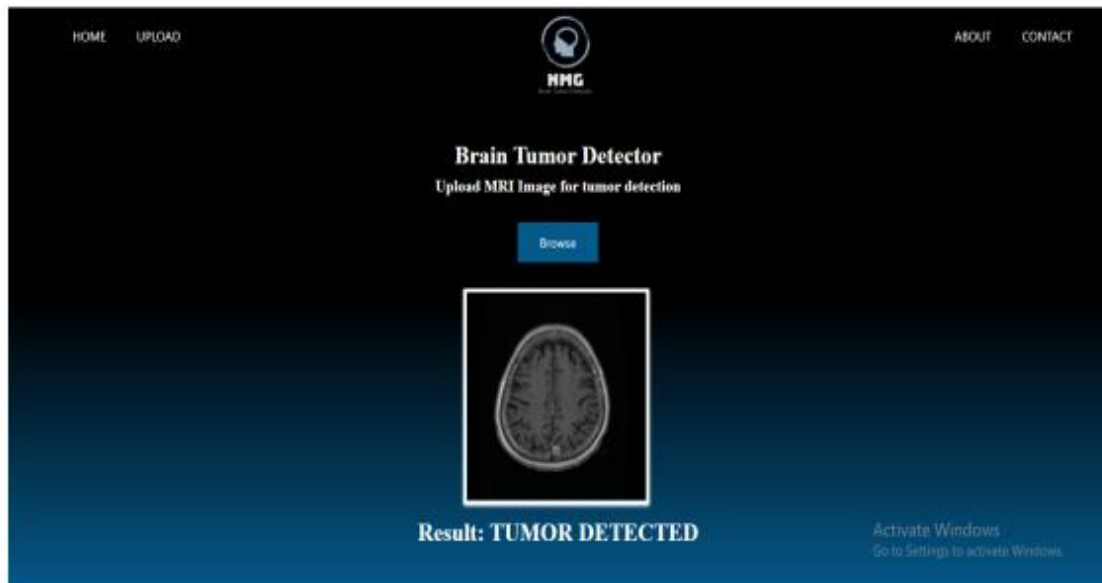 HOME UPLOAD ABOUT CONTACT
NMG
Brain Tumor Detector
Upload MRI Image for tumor detection
Browse
Result: TUMOR DETECTED
Activate Windows
Go to Settings to activate Windows.